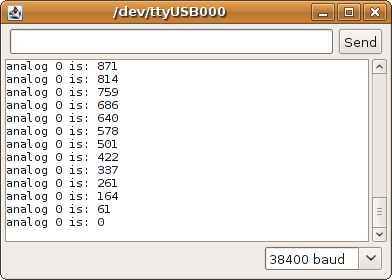 /dev/ttyUSB000
Send
analog 0 is: 871
analog 0 is: 814
analog 0 is: 759
analog 0 is: 686
analog 0 is: 640
analog 0 is: 578
analog 0 is: 501
analog 0 is: 422
analog 0 is: 337
analog 0 is: 261
analog 0 is: 164
analog 0 is: 61
analog 0 is: 0
38400 baud